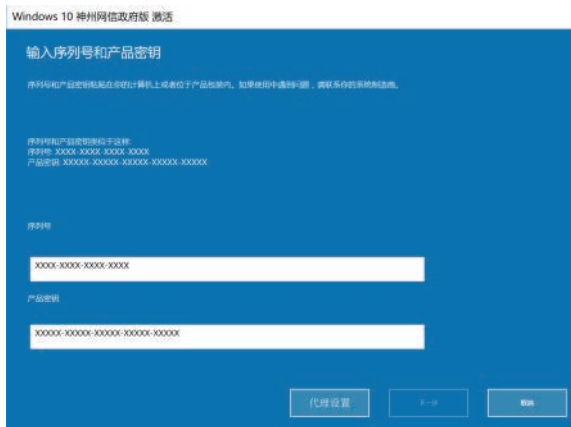 Windows 10 神州网信政府版 激活
输入序列号和产品密钥
序列号和产品密钥粘贴在你的计算机上或者位于产品包装内。如果使用中遇到问题，请联系你的系统制造商。
序列号和产品密钥类似于这样:
序列号: XXXX-XXXX-XXXX-XXXX
产品密钥: XXXXX-XXXXX-XXXXX-XXXXX-XXXXX
序列号
XXXX-XXXX-XXXX-XXXX
产品密钥
XXXXX-XXXXX-XXXXX-XXXXX-XXXXX
代理设置 下一步